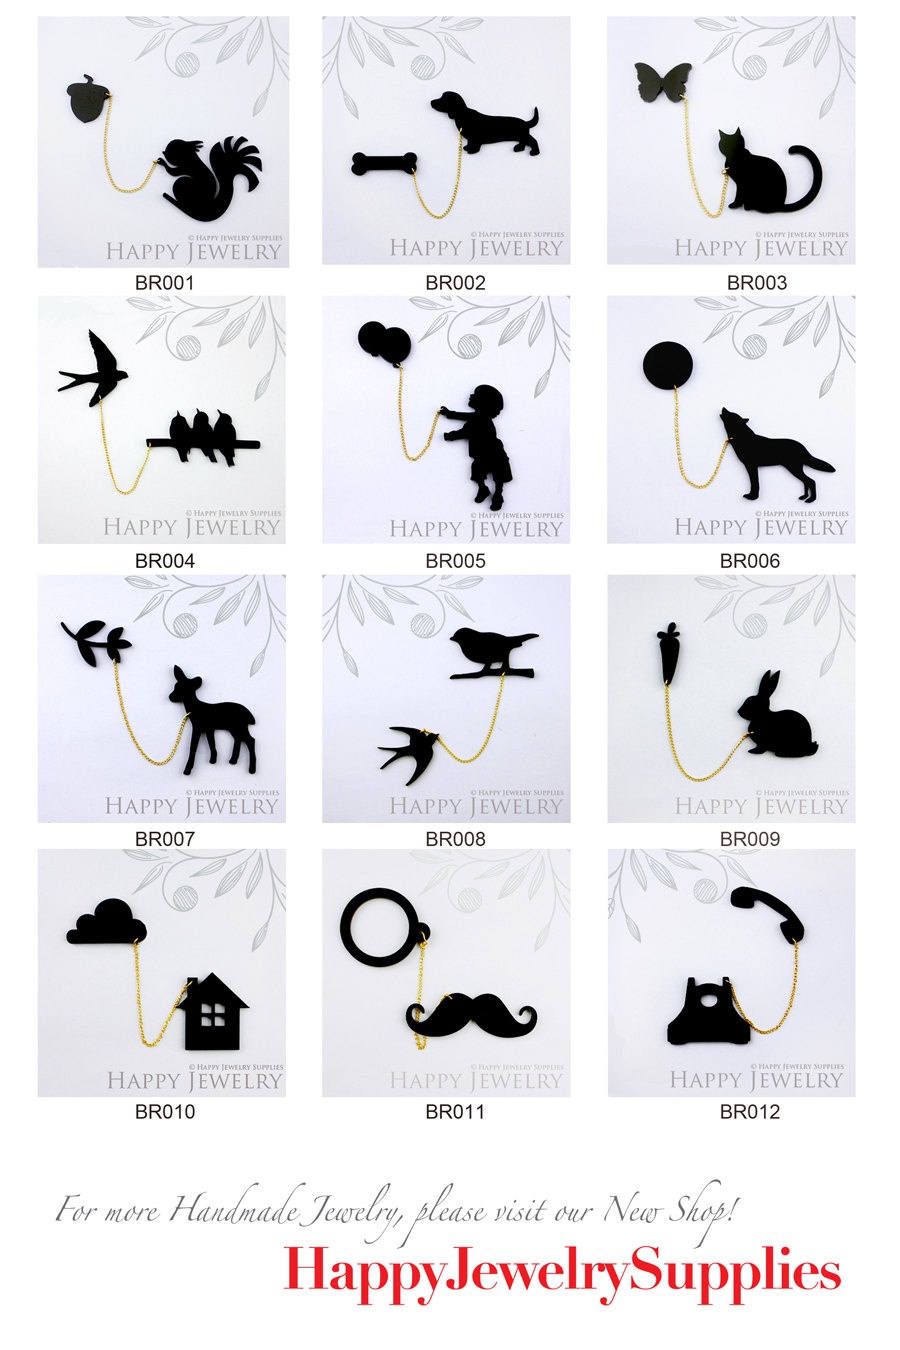 © Happy Jewelry Supplies
Happy Jewelry
© Happy Jewelry Supplies
Happy Jewelry
© Happy Jewelry Supplies
Happy Jewelry
BR001
BR002
BR003
© Happy Jewelry Supplies
Happy Jewelry
© Happy Jewelry Supplies
Happy Jewelry
© Happy Jewelry Supplies
Happy Jewelry
BR004
BR005
BR006
© Happy Jewelry Supplies
Happy Jewelry
© Happy Jewelry Supplies
Happy Jewelry
© Happy Jewelry Supplies
Happy Jewelry
BR007
BR008
BR009
© Happy Jewelry Supplies
Happy Jewelry
© Happy Jewelry Supplies
Happy Jewelry
© Happy Jewelry Supplies
Happy Jewelry
BR010
BR011
BR012
For more Handmade Jewelry, please visit our New Shop!
HappyJewelrySupplies